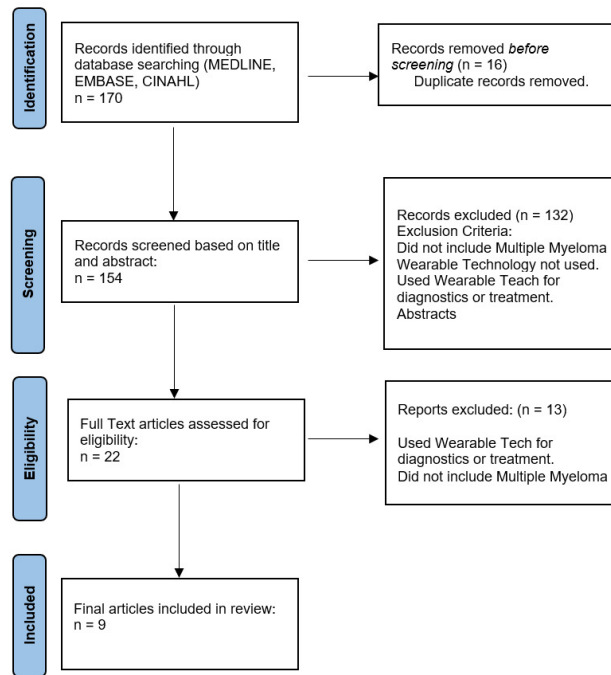 Identification
Records identified through
database searching (MEDLINE,
EMBASE, CINAHL)
n = 170
Records removed before
screening (n = 16)
Duplicate records removed.
Screening
Records screened based on title
and abstract:
n = 154
Records excluded (n = 132)
Exclusion Criteria:
Did not include Multiple Myeloma
Wearable Technology not used.
Used Wearable Teach for
diagnostics or treatment.
Abstracts
Eligibility
Full Text articles assessed for
eligibility:
n = 22
Reports excluded: (n = 13)
Used Wearable Tech for
diagnostics or treatment.
Did not include Multiple Myeloma
Included
Final articles included in review:
n = 9